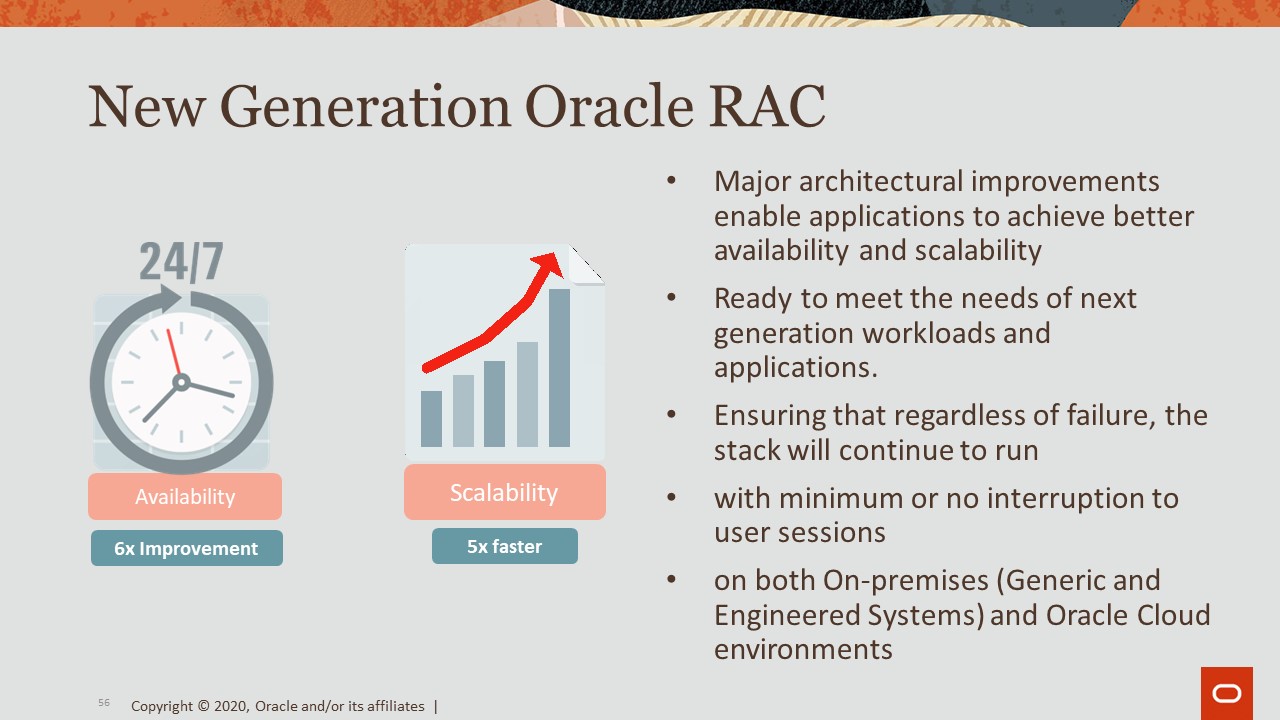 New Generation Oracle RAC
24/7
Availability
6x Improvement
Scalability
5x faster
• Major architectural improvements
enable applications to achieve better
availability and scalability
• Ready to meet the needs of next
generation workloads and
applications.
• Ensuring that regardless of failure, the
stack will continue to run
• with minimum or no interruption to
user sessions
• on both On-premises (Generic and
Engineered Systems) and Oracle Cloud
environments
56 Copyright © 2020, Oracle and/or its affiliates |